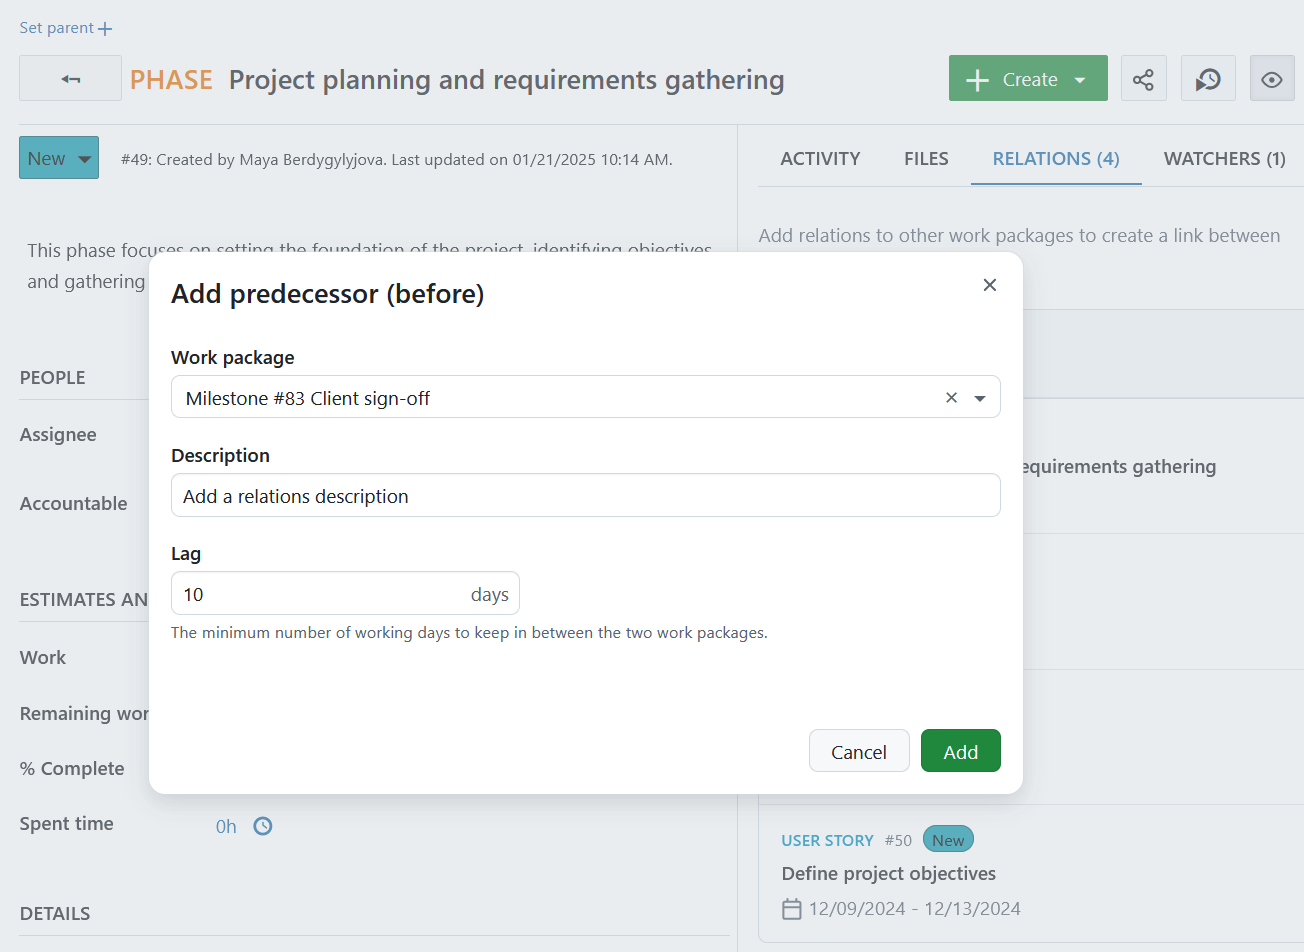 Set parent
PHASE Project planning and requirements gathering
Create
New
#49: Created by Maya Berdygylyjova. Last updated on 01/21/2025 10:14 AM.
ACTIVITY FILES RELATIONS (4) WATCHERS (1)
This phase focuses on setting the foundation of the project, identifying objectives
and gathering
Add relations to other work packages to create a link between
Add predecessor (before)
Work package
Milestone #83 Client sign-off
Description
Add a relations description
Lag
10 days
The minimum number of working days to keep in between the two work packages.
Cancel Add
PEOPLE
Assignee
Accountable
ESTIMATES AN
Work
Remaining wor
% Complete
Spent time 0h
DETAILS
equirements gathering
USER STORY #50 New
Define project objectives
12/09/2024 - 12/13/2024